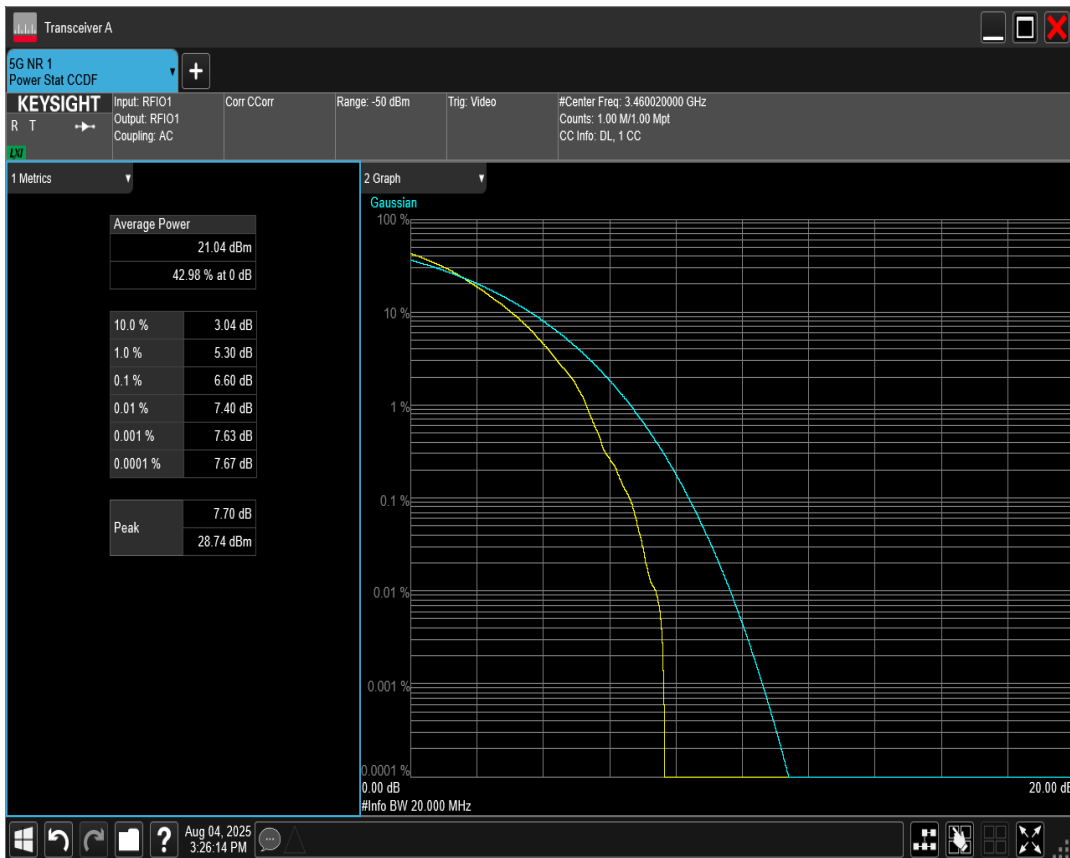 Transceiver A
5G NR 1
Power Stat CCDF
KEYSIGHT
R T
LXI
Input: RFIO1
Output: RFIO1
Coupling: AC
Corr CCorr
Range: -50 dBm
Trig: Video
#Center Freq: 3.460020000 GHz
Counts: 1.00 M/1.00 Mpt
CC Info: DL, 1 CC
1 Metrics
Average Power
21.04 dBm
42.98 % at 0 dB
10.0 % 3.04 dB
1.0 % 5.30 dB
0.1 % 6.60 dB
0.01 % 7.40 dB
0.001 % 7.63 dB
0.0001 % 7.67 dB
Peak
7.70 dB
28.74 dBm
2 Graph
Gaussian
100 %
10 %
1 %
0.1 %
0.01 %
0.001 %
0.0001 %
0.00 dB
20.00 dB
#Info BW 20.000 MHz
?
Aug 04, 2025
3:26:14 PM